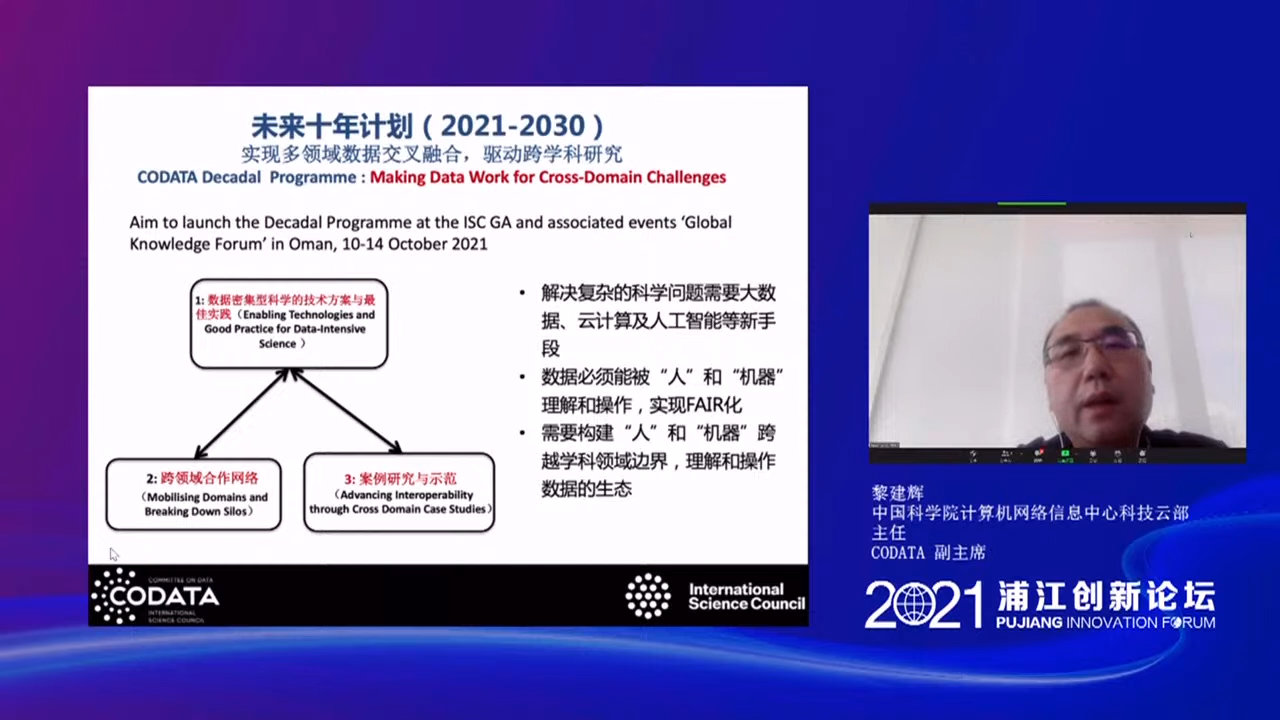 未来十年计划（2021-2030）
实现多领域数据交叉融合，驱动跨学科研究
CODATA Decadal Programme : Making Data Work for Cross-Domain Challenges
Aim to launch the Decadal Programme at the ISC GA and associated events ‘Global
Knowledge Forum’ in Oman, 10-14 October 2021
1: 数据密集型科学的技术方案与最
佳实践（Enabling Technologies and
Good Practice for Data-Intensive
Science ）
2: 跨领域合作网络
（Mobilising Domains and
Breaking Down Silos）
3: 案例研究与示范
（Advancing Interoperability
through Cross Domain Case Studies）
• 解决复杂的科学问题需要大数
据、云计算及人工智能等新手
段
• 数据必须能被“人”和“机器”
理解和操作，实现FAIR化
• 需要构建“人”和“机器”跨
越学科领域边界，理解和操作
数据的生态
COMMITTEE ON DATA
CODATA
INTERNATIONAL
SCIENCE COUNCIL
International
Science Council
黎建辉
中国科学院计算机网络信息中心科技云部
主任
CODATA 副主席
2021 浦江创新论坛
PUJIANG INNOVATION FORUM